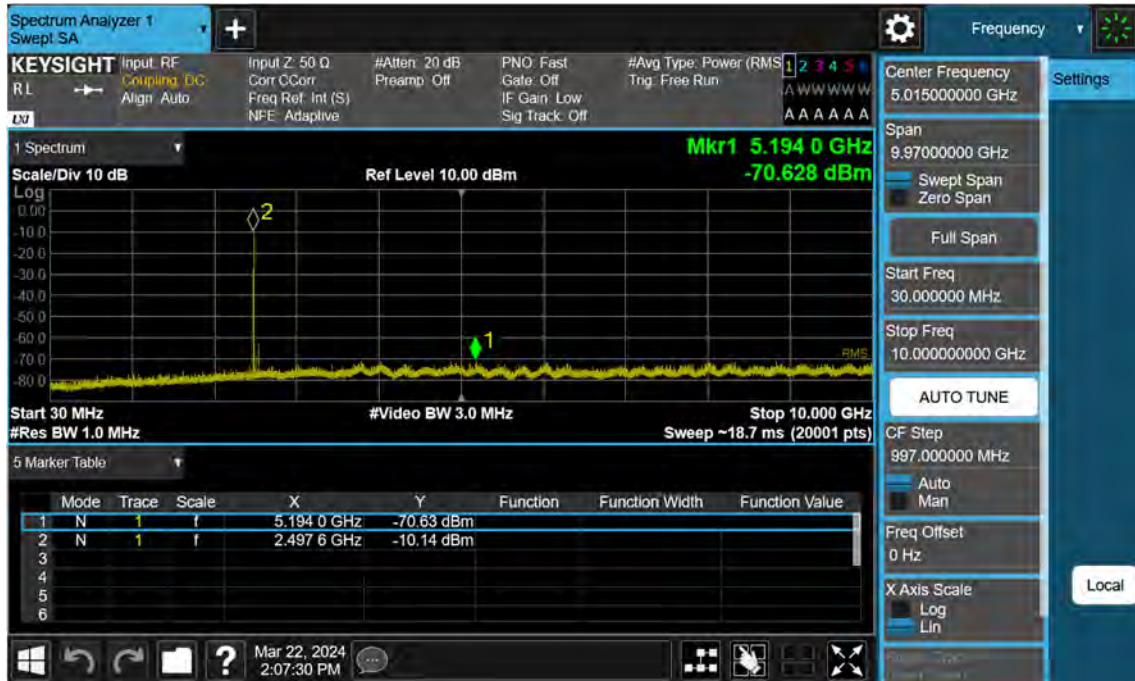 Spectrum Analyzer 1
Swept SA
+
Frequency
KEYSIGHT
RL
LXI
Input: RF
Coupling: DC
Align: Auto
Input Z: 50 Ω
Corr CCorr
Freq Ref: Int (S)
NFE: Adaptive
#Atten: 20 dB
Preamp: Off
PNO: Fast
Gate: Off
IF Gain: Low
Sig Track: Off
#Avg Type: Power (RMS
Trig: Free Run
1 2 3 4 5 6
A W W W W W
A A A A A A
Center Frequency
5.015000000 GHz
Settings
Span
9.97000000 GHz
Swept Span
Zero Span
Full Span
Start Freq
30.000000 MHz
Stop Freq
10.000000000 GHz
AUTO TUNE
CF Step
997.000000 MHz
Auto
Man
Freq Offset
0 Hz
X Axis Scale
Log
Lin
Local
1 Spectrum
Mkr1 5.194 0 GHz
Scale/Div 10 dB
Ref Level 10.00 dBm
-70.628 dBm
Log
0.00
-10.0
-20.0
-30.0
-40.0
-50.0
-60.0
-70.0
-80.0
2
1
RMS
Start 30 MHz
#Video BW 3.0 MHz
Stop 10.000 GHz
#Res BW 1.0 MHz
Sweep ~18.7 ms (20001 pts)
5 Marker Table
Mode Trace Scale X Y Function Function Width Function Value
1 N 1 f 5.194 0 GHz -70.63 dBm
2 N 1 f 2.497 6 GHz -10.14 dBm
3
4
5
6
?
Mar 22, 2024
2:07:30 PM